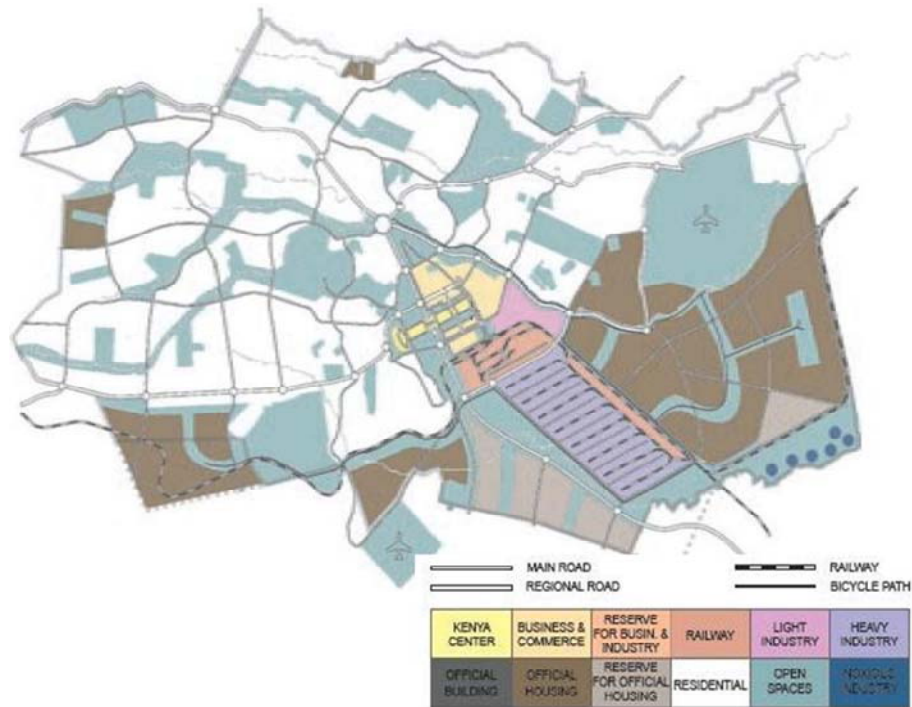 MAIN ROAD
RAILWAY
REGIONAL ROAD
BICYCLE PATH
KENYA CENTER
BUSINESS & COMMERCE
RESERVE FOR BUSIN. & INDUSTRY
RAILWAY
LIGHT INDUSTRY
HEAVY INDUSTRY
OFFICIAL BUILDING
OFFICIAL HOUSING
RESERVE FOR OFFICIAL HOUSING
RESIDENTIAL
OPEN SPACES
NOXIOUS INDUSTRY